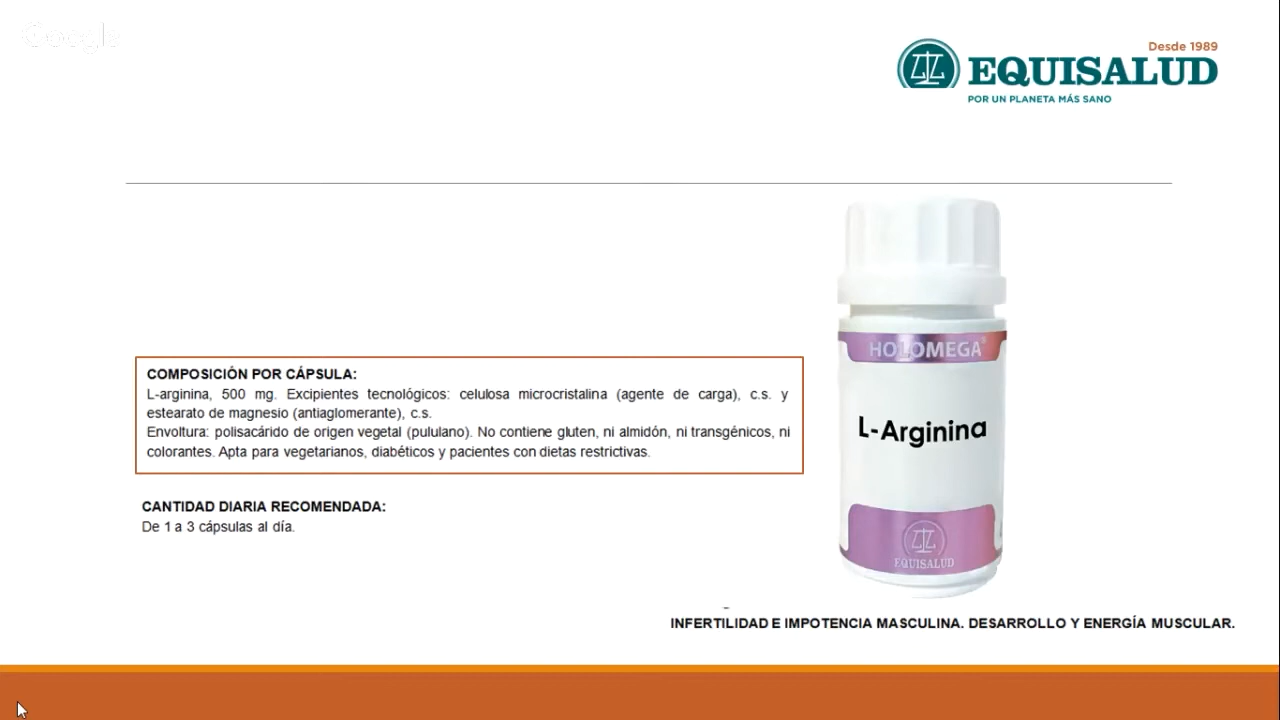 Google
Desde 1989
EQUISALUD
POR UN PLANETA MÁS SANO
COMPOSICIÓN POR CÁPSULA:
L-arginina, 500 mg. Excipientes tecnológicos: celulosa microcristalina (agente de carga), c.s. y
estearato de magnesio (antiaglomerante), c.s.
Envoltura: polisacárido de origen vegetal (pululano). No contiene gluten, ni almidón, ni transgénicos, ni
colorantes. Apta para vegetarianos, diabéticos y pacientes con dietas restrictivas.
CANTIDAD DIARIA RECOMENDADA:
De 1 a 3 cápsulas al día.
HOLOMEGA®
L-Arginina
EQUISALUD
INFERTILIDAD E IMPOTENCIA MASCULINA. DESARROLLO Y ENERGÍA MUSCULAR.